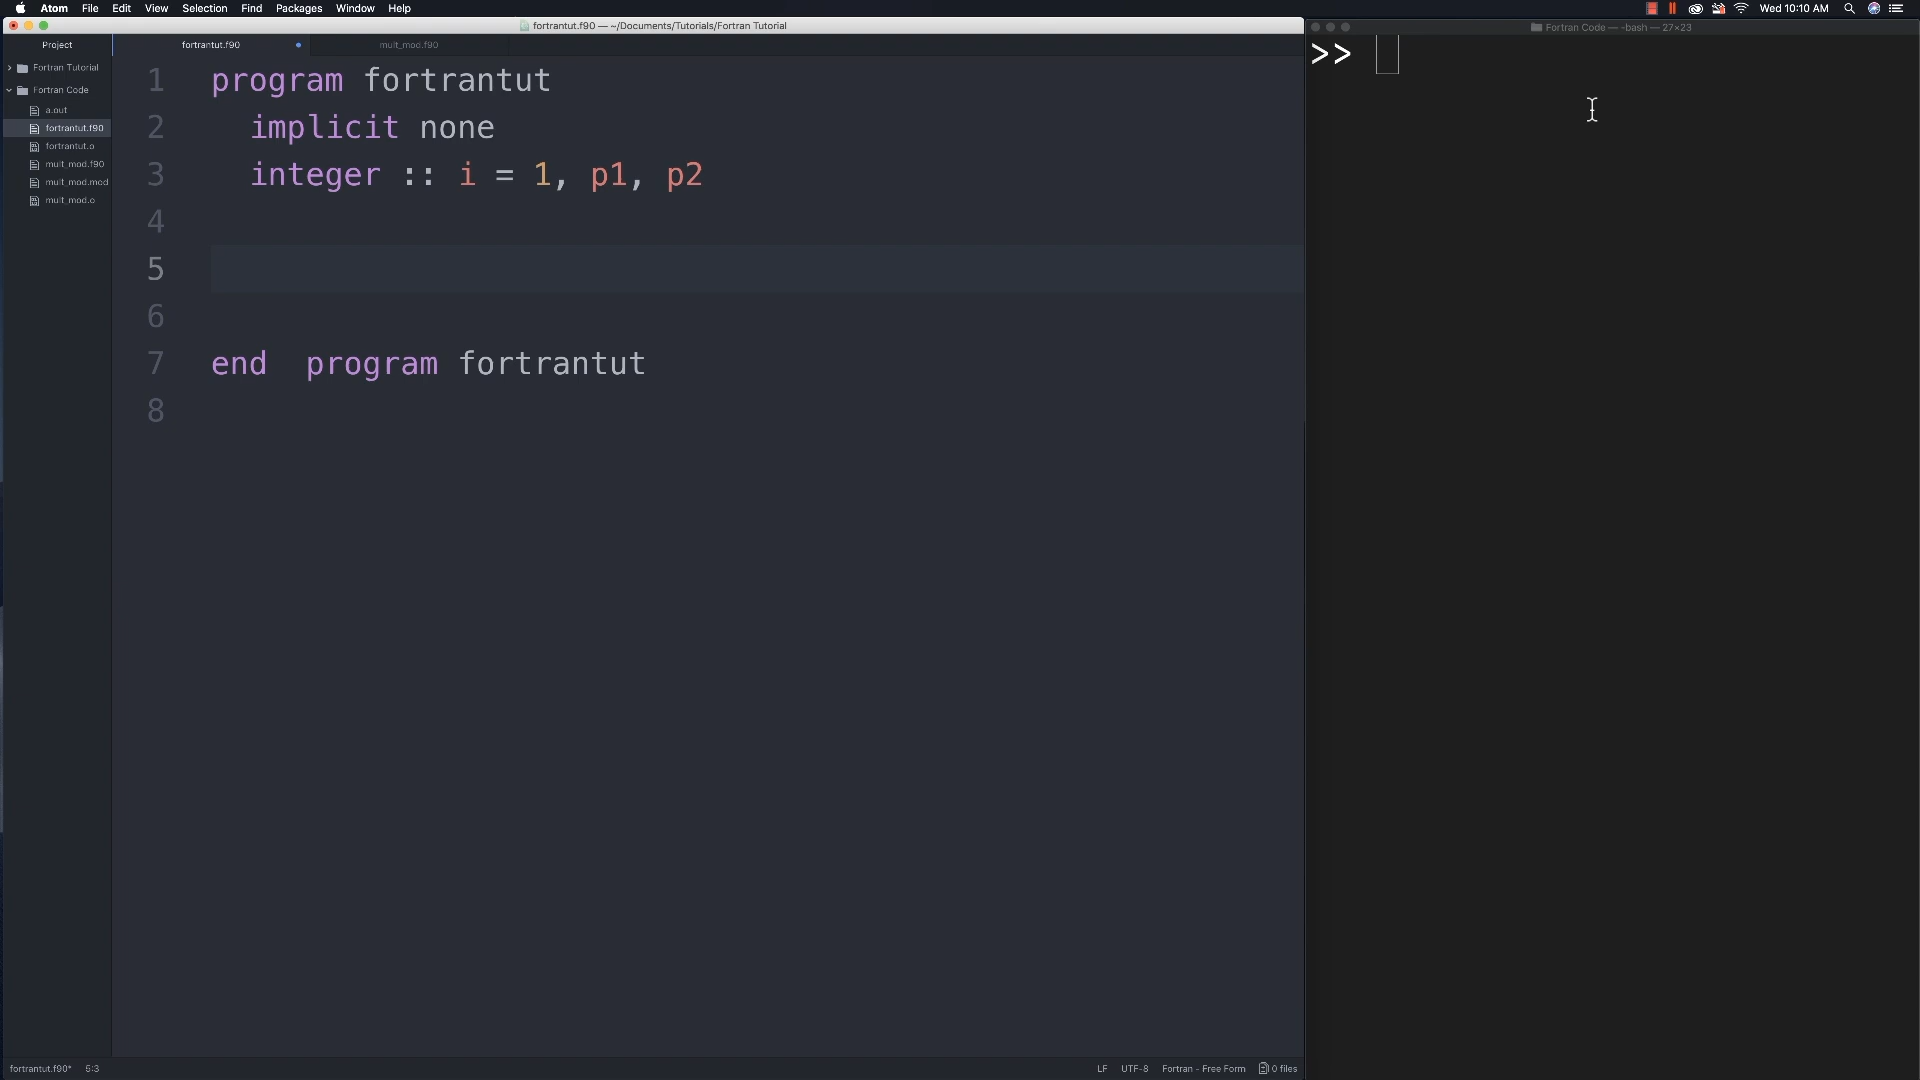 Atom File Edit View Selection Find Packages Window Help Wed 10:10 AM
fortrantut.f90 — ~/Documents/Tutorials/Fortran Tutorial
Fortran Code — -bash — 27×23
Project
fortrantut.f90
mult_mod.f90
Fortran Tutorial
Fortran Code
a.out
fortrantut.f90
fortrantut.o
mult_mod.f90
mult_mod.mod
mult_mod.o
1 program fortrantut
2 implicit none
3 integer :: i = 1, p1, p2
4
5
6
7 end program fortrantut
8
>>
fortrantut.f90* 5:3 LF UTF-8 Fortran - Free Form 0 files